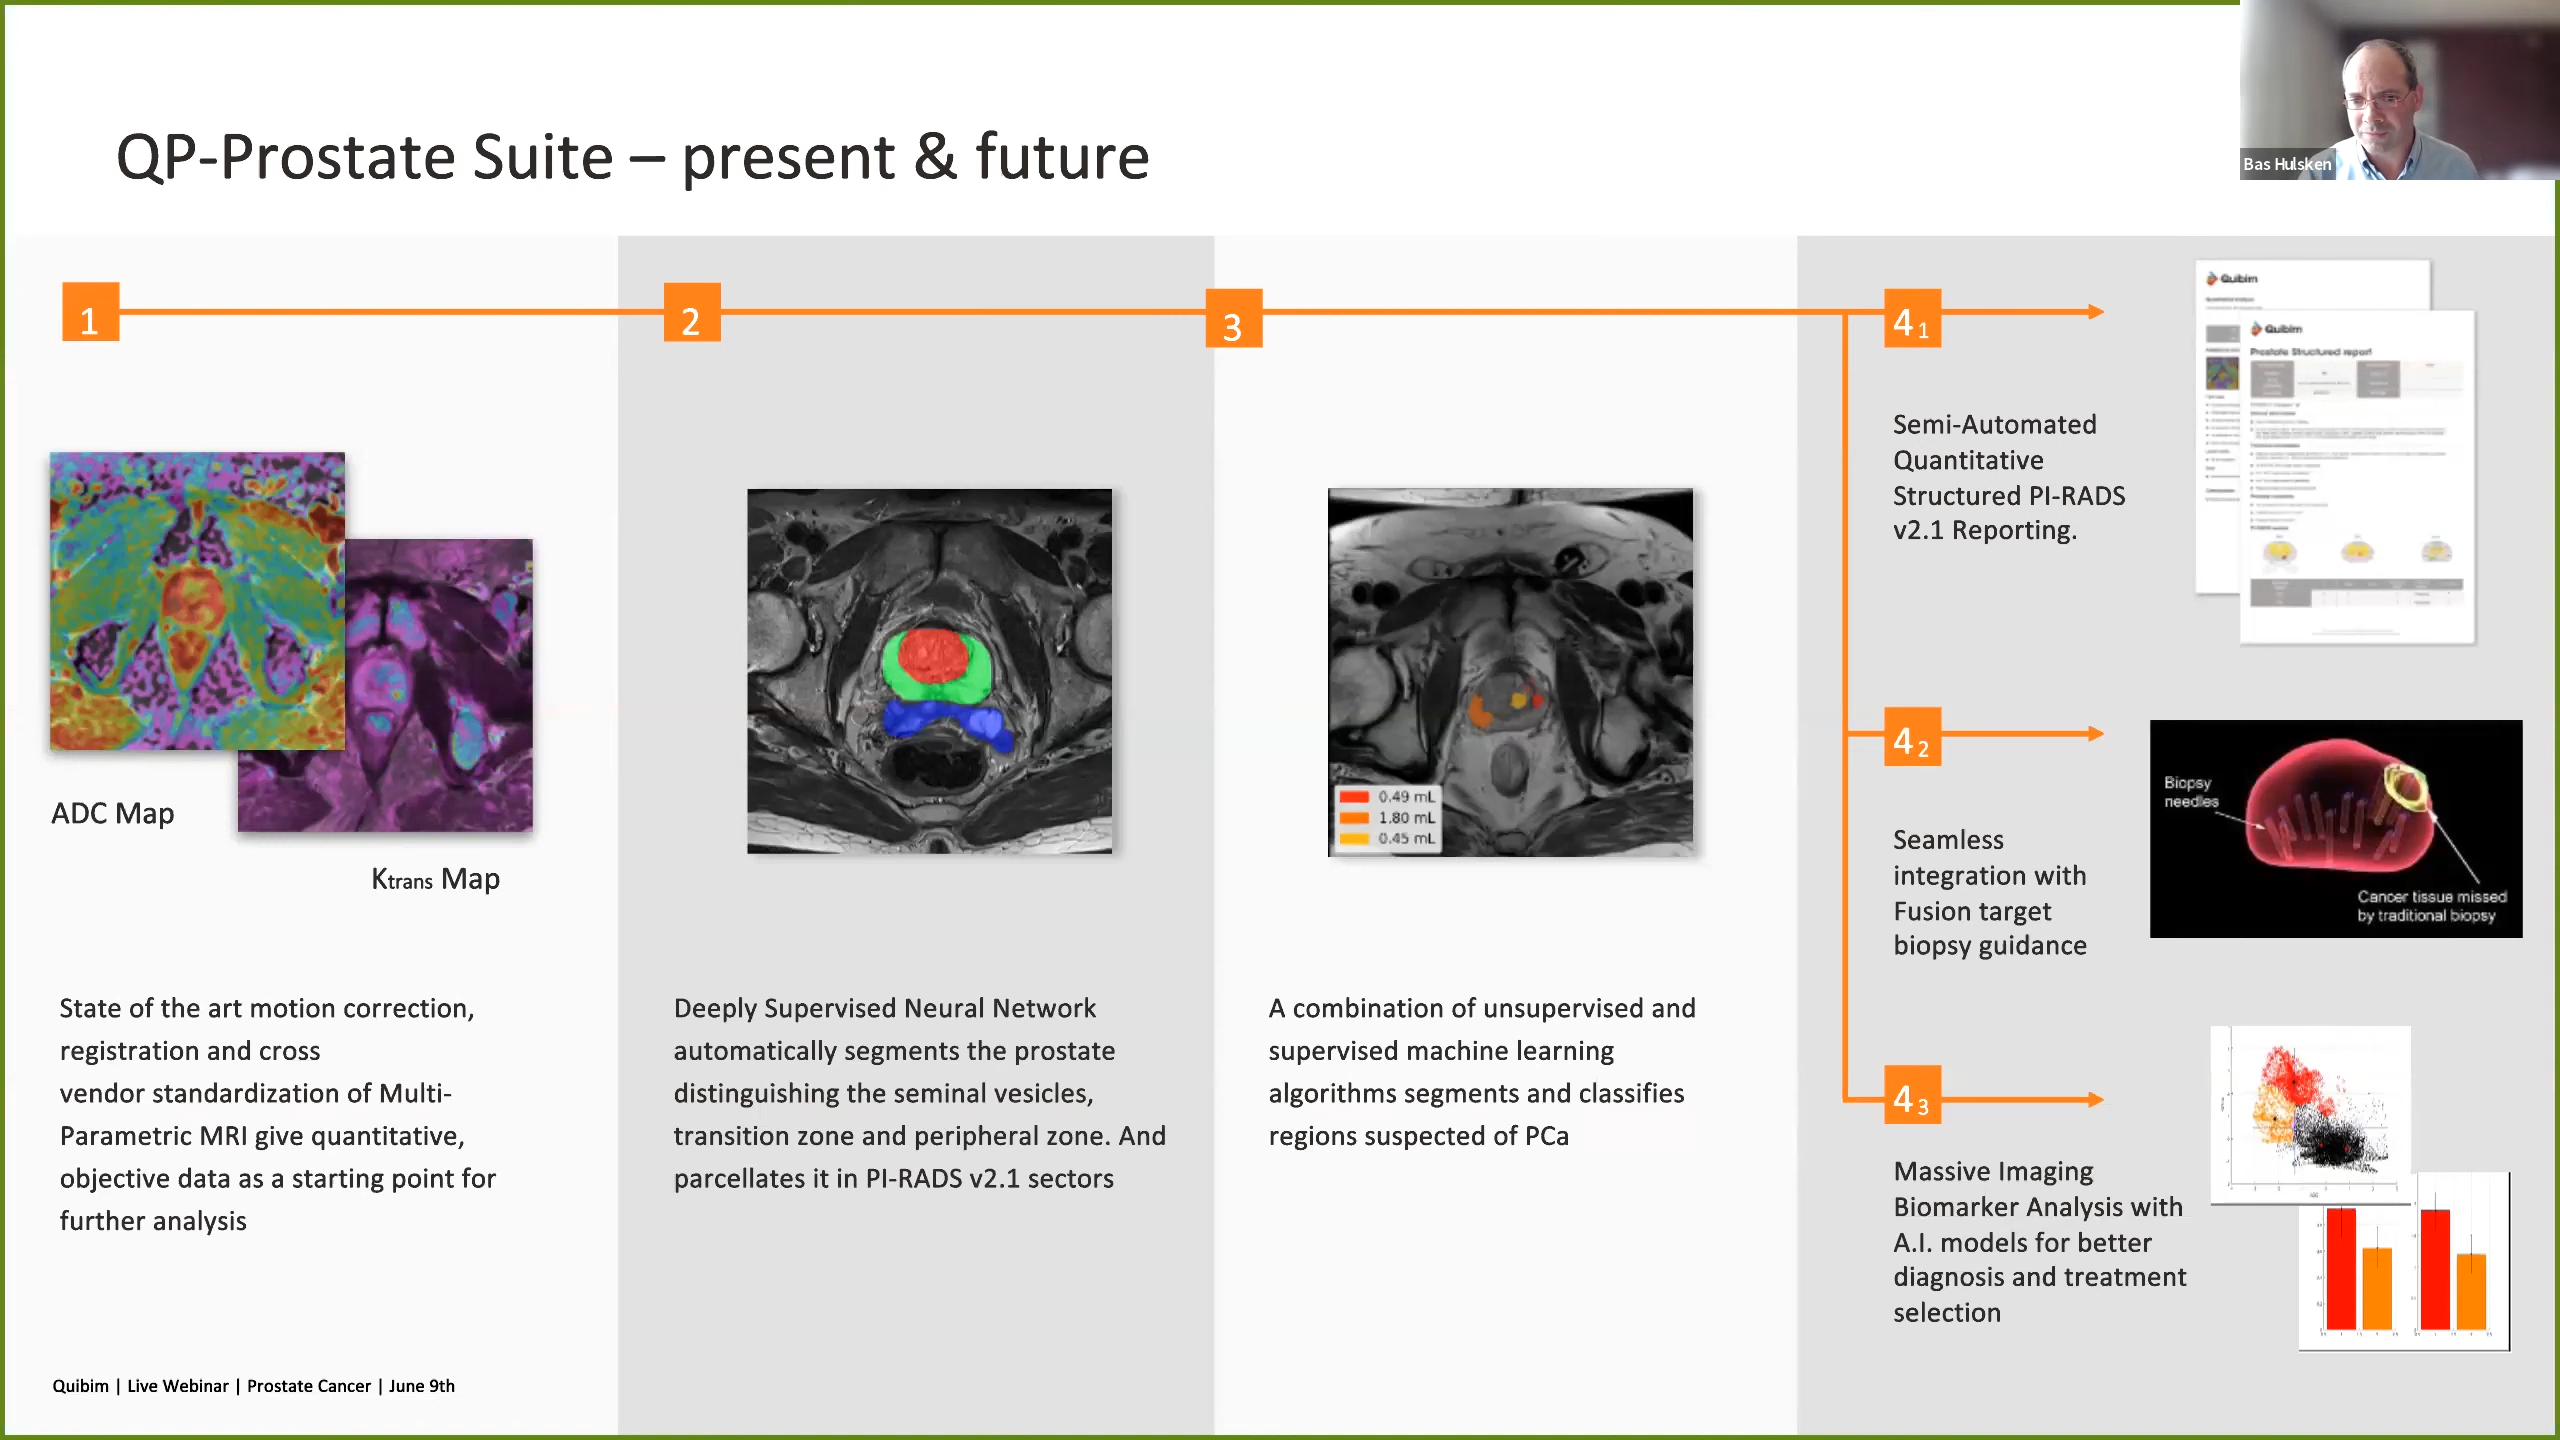 QP-Prostate Suite – present & future
Bas Hulsken
1
2
3
4 1
Quibim
Quibim
Prostate Structured report
Semi-Automated
Quantitative
Structured PI-RADS
v2.1 Reporting.
ADC Map
Ktrans Map
0.49 mL
1.80 mL
0.45 mL
4 2
Seamless
integration with
Fusion target
biopsy guidance
Biopsy
needles
Cancer tissue missed
by traditional biopsy
State of the art motion correction,
registration and cross
vendor standardization of Multi-
Parametric MRI give quantitative,
objective data as a starting point for
further analysis
Deeply Supervised Neural Network
automatically segments the prostate
distinguishing the seminal vesicles,
transition zone and peripheral zone. And
parcellates it in PI-RADS v2.1 sectors
A combination of unsupervised and
supervised machine learning
algorithms segments and classifies
regions suspected of PCa
4 3
Massive Imaging
Biomarker Analysis with
A.I. models for better
diagnosis and treatment
selection
Quibim | Live Webinar | Prostate Cancer | June 9th